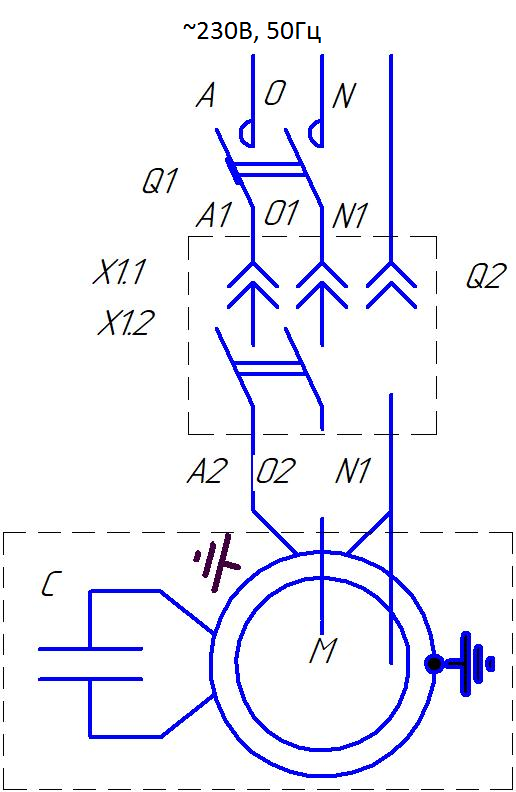 ~230В, 50Гц
A O N
Q1
A1 O1 N1
X1.1 Q2
X1.2
A2 O2 N1
C
M